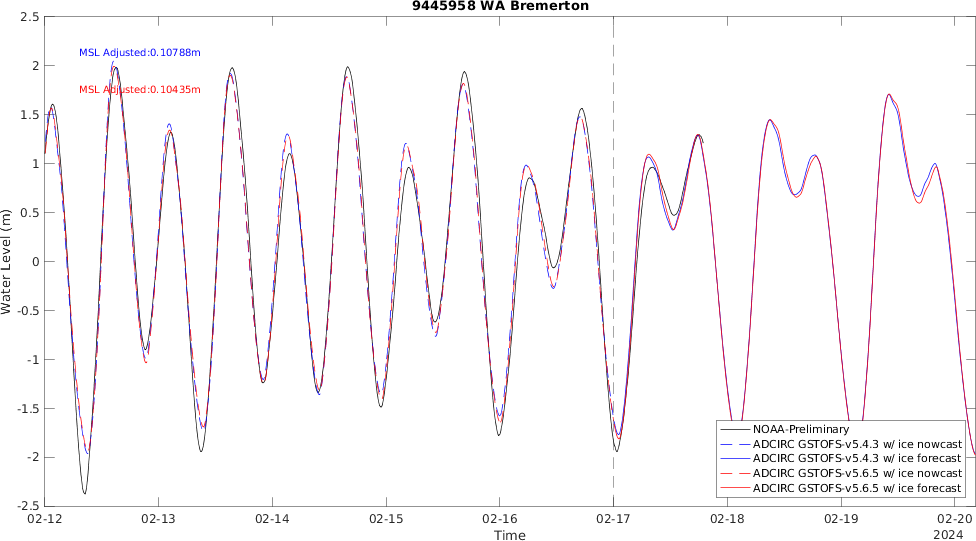 9445958 WA Bremerton
MSL Adjusted:0.10788m
MSL Adjusted:0.10435m
Water Level (m)
2.5
2
1.5
1
0.5
0
-0.5
-1
-1.5
-2
-2.5
NOAA-Preliminary
ADCIRC GSTOFS-v5.4.3 w/ ice nowcast
ADCIRC GSTOFS-v5.4.3 w/ ice forecast
ADCIRC GSTOFS-v5.6.5 w/ ice nowcast
ADCIRC GSTOFS-v5.6.5 w/ ice forecast
02-12 02-13 02-14 02-15 02-16 02-17 02-18 02-19 02-20
Time
2024